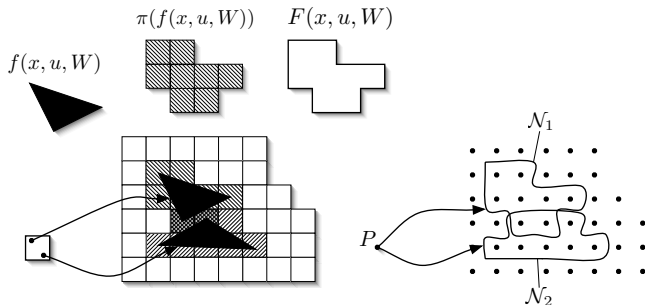 π(f(x, u, W))
F(x, u, W)
f(x, u, W)
𝒩₁
P
𝒩₂